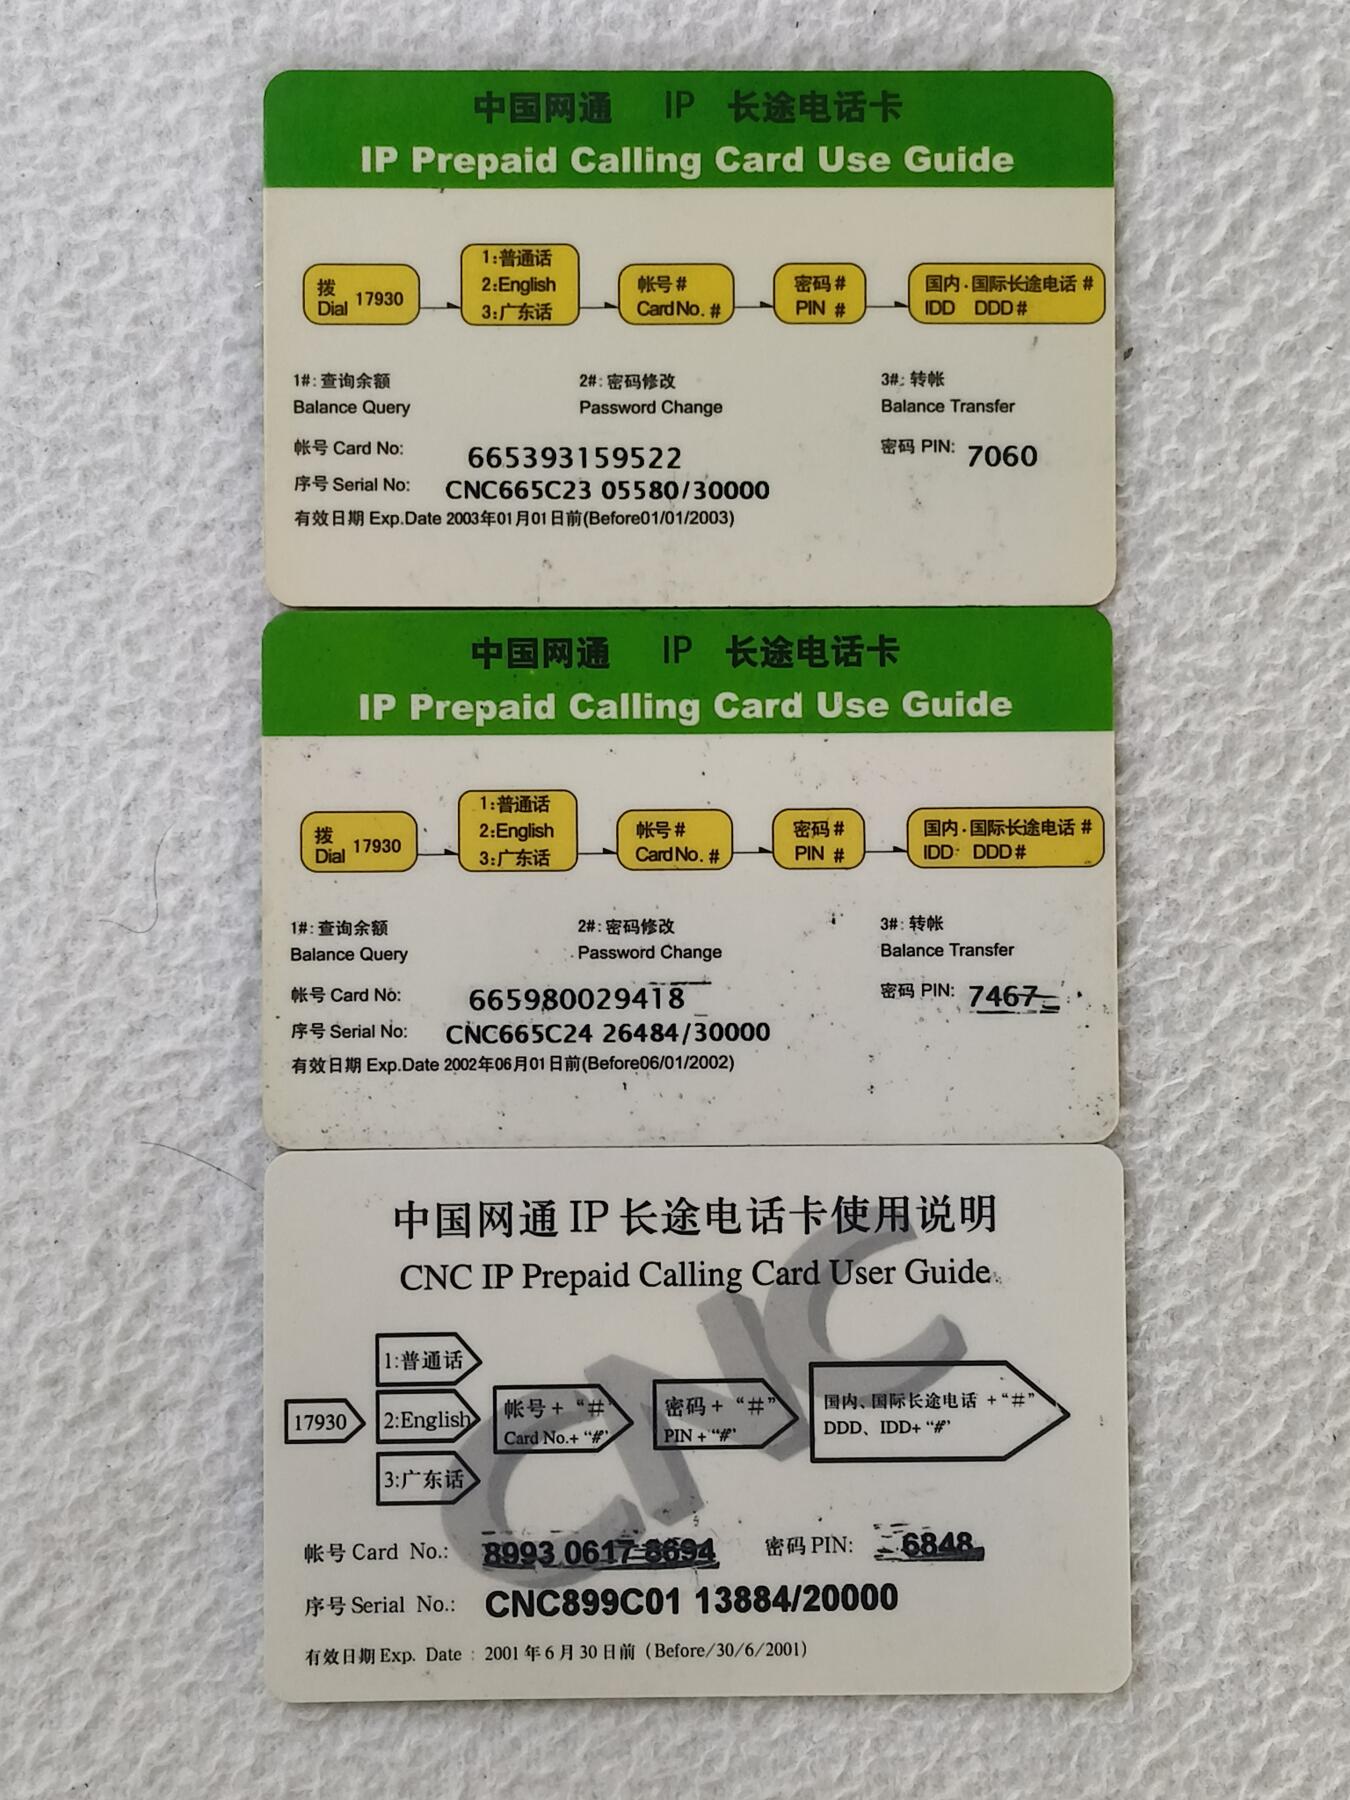 中国网通 IP 长途电话卡
IP Prepaid Calling Card Use Guide
拨
Dial 17930
1:普通话
2:English
3:广东话
帐号 #
Card No. #
密码 #
PIN #
国内·国际长途电话 #
IDD DDD #
1#: 查询余额
Balance Query
2#: 密码修改
Password Change
3#: 转帐
Balance Transfer
帐号 Card No: 665393159522
密码 PIN: 7060
序号 Serial No: CNC665C23 05580/30000
有效日期 Exp.Date 2003年01月01日前(Before01/01/2003)
中国网通 IP 长途电话卡
IP Prepaid Calling Card Use Guide
拨
Dial 17930
1:普通话
2:English
3:广东话
帐号 #
Card No. #
密码 #
PIN #
国内·国际长途电话 #
IDD DDD #
1#: 查询余额
Balance Query
2#: 密码修改
Password Change
3#: 转帐
Balance Transfer
帐号 Card No: 665980029418
密码 PIN: 7467
序号 Serial No: CNC665C24 26484/30000
有效日期 Exp.Date 2002年06月01日前(Before06/01/2002)
中国网通 IP 长途电话卡使用说明
CNC IP Prepaid Calling Card User Guide
CNC
17930
1:普通话
2:English
3:广东话
帐号 + “#”
Card No.+ “#”
密码 + “#”
PIN + “#”
国内、国际长途电话 + “#”
DDD、IDD+ “#”
帐号 Card No.: 8993 0617 8694
密码 PIN: 6848
序号 Serial No.: CNC899C01 13884/20000
有效日期 Exp. Date : 2001 年 6 月 30 日前 (Before/30/6/2001)